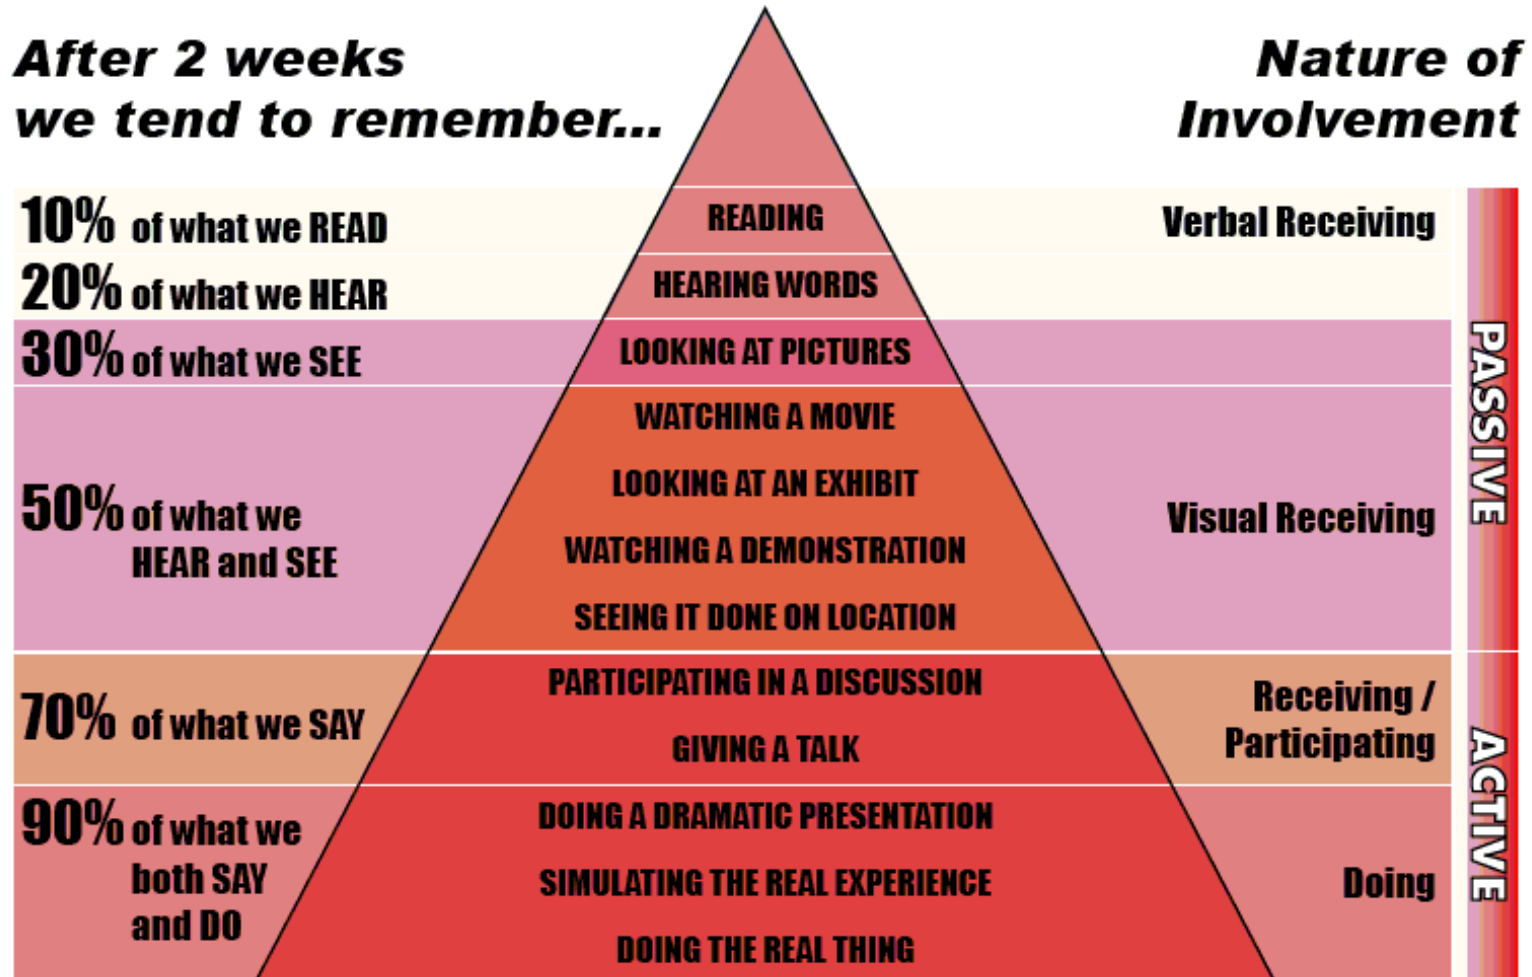 After 2 weeks
we tend to remember...
Nature of
Involvement
10% of what we READ
READING
Verbal Receiving
20% of what we HEAR
HEARING WORDS
30% of what we SEE
LOOKING AT PICTURES
50% of what we
HEAR and SEE
WATCHING A MOVIE
LOOKING AT AN EXHIBIT
WATCHING A DEMONSTRATION
SEEING IT DONE ON LOCATION
Visual Receiving
PASSIVE
70% of what we SAY
PARTICIPATING IN A DISCUSSION
GIVING A TALK
Receiving /
Participating
90% of what we
both SAY
and DO
DOING A DRAMATIC PRESENTATION
SIMULATING THE REAL EXPERIENCE
DOING THE REAL THING
Doing
ACTIVE